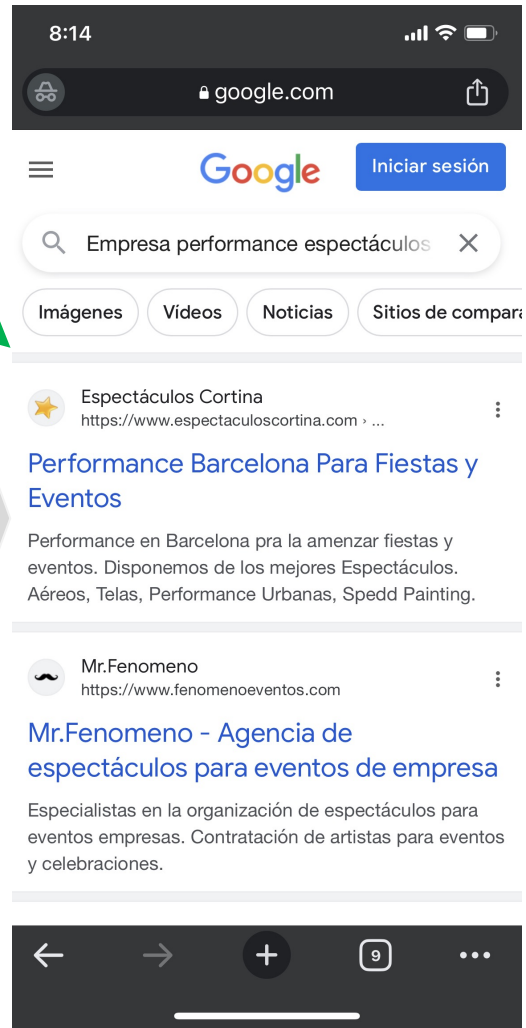 8:14
google.com
Google
Iniciar sesión
Empresa performance espectáculos
Imágenes
Vídeos
Noticias
Sitios de compara
Espectáculos Cortina
https://www.espectaculoscortina.com › ...
Performance Barcelona Para Fiestas y
Eventos
Performance en Barcelona pra la amenzar fiestas y
eventos. Disponemos de los mejores Espectáculos.
Aéreos, Telas, Performance Urbanas, Spedd Painting.
Mr.Fenomeno
https://www.fenomenoeventos.com
Mr.Fenomeno - Agencia de
espectáculos para eventos de empresa
Especialistas en la organización de espectáculos para
eventos empresas. Contratación de artistas para eventos
y celebraciones.
9